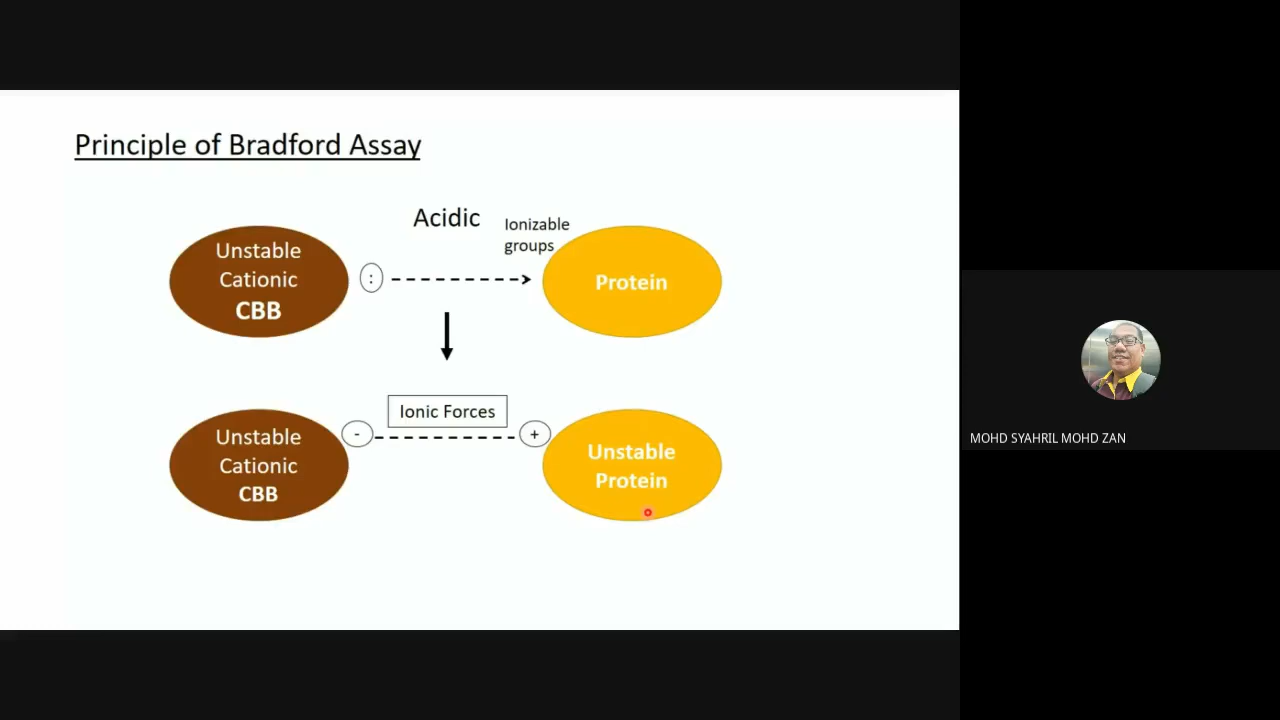 Principle of Bradford Assay
Acidic
Ionizable
groups
Unstable
Cationic
CBB
:
Protein
Ionic Forces
Unstable
Cationic
CBB
-
+
Unstable
Protein
MOHD SYAHRIL MOHD ZAN